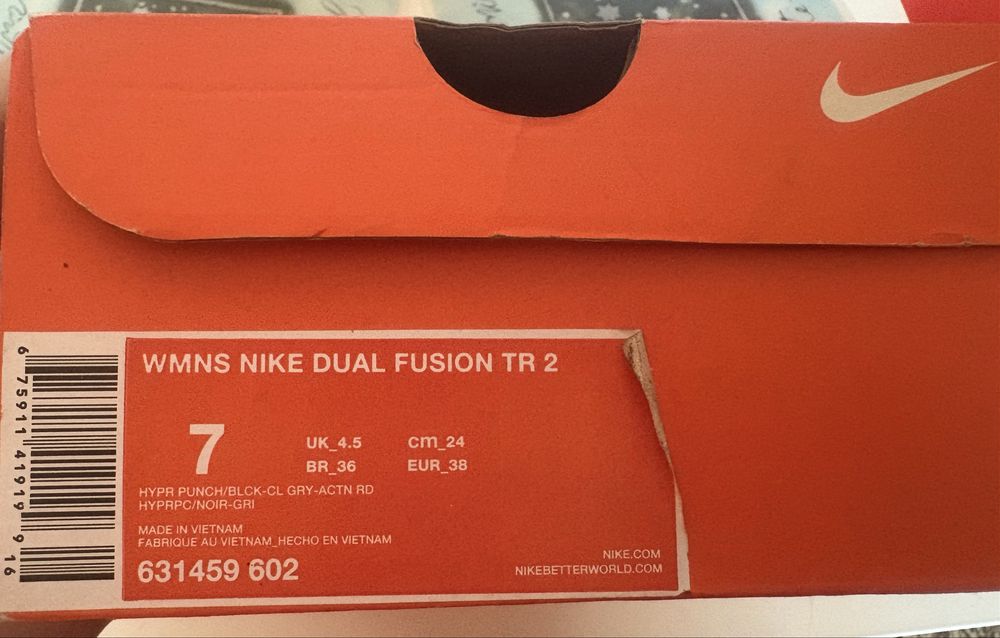 WMNS NIKE DUAL FUSION TR 2
7
UK_4.5 cm_24
BR_36 EUR_38
HYPR PUNCH/BLCK-CL GRY-ACTN RD
HYPRPC/NOIR-GRI
MADE IN VIETNAM
FABRIQUE AU VIETNAM_HECHO EN VIETNAM
631459 602
NIKE.COM
NIKEBETTERWORLD.COM
6 75911 41919 9 16